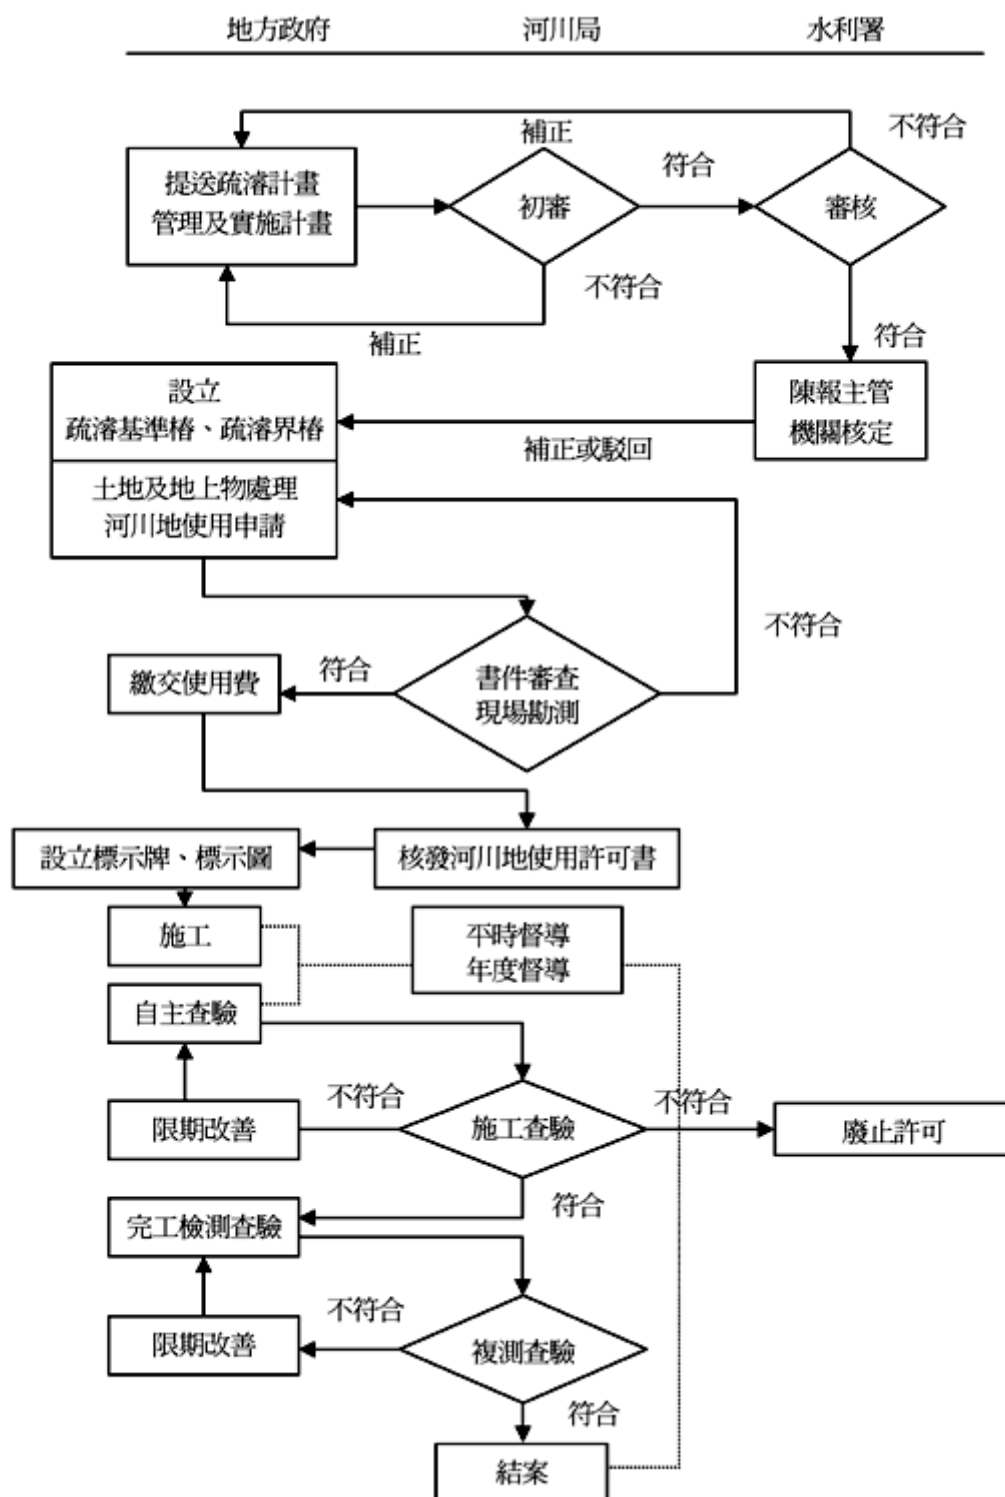 地方政府
河川局
水利署
補正
不符合
提送疏濬計畫
管理及實施計畫
初審
符合
審核
不符合
補正
符合
設立
疏濬基準樁、疏濬界樁
陳報主管
機關核定
補正或駁回
土地及地上物處理
河川地使用申請
不符合
繳交使用費
符合
書件審查
現場勘測
設立標示牌、標示圖
核發河川地使用許可書
施工
平時督導
年度督導
自主查驗
不符合
不符合
限期改善
施工查驗
廢止許可
符合
完工檢測查驗
不符合
限期改善
複測查驗
符合
結案